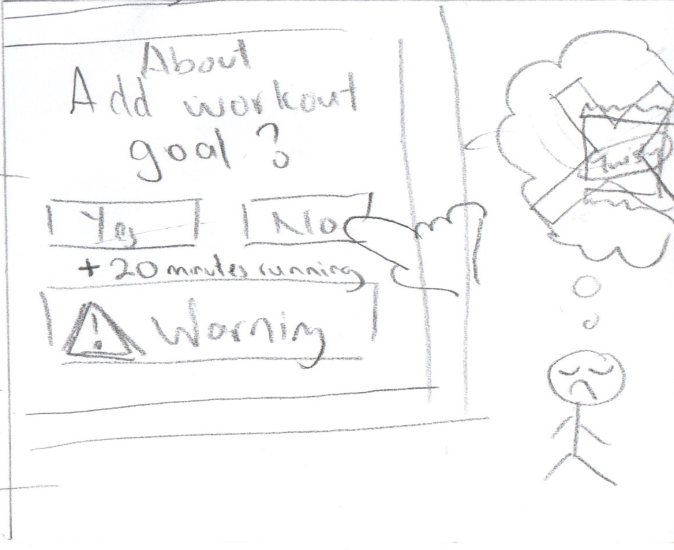 About
Add workout
goal?
Yes No
+ 20 minutes running
! Warning